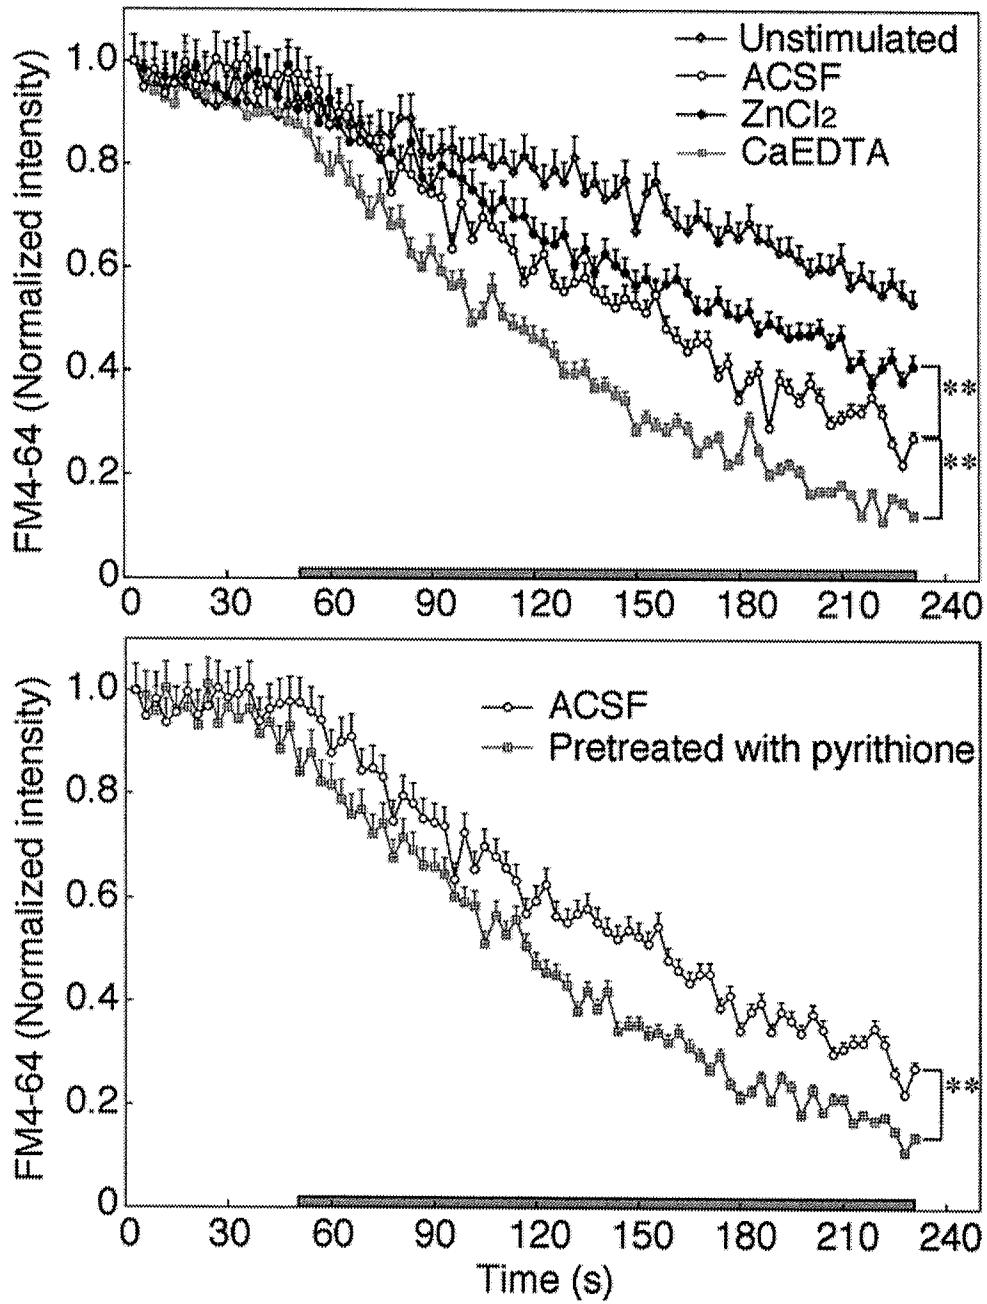 FM4-64 (Normalized intensity)
1.0
0.8
0.6
0.4
0.2
0
Unstimulated
ACSF
ZnCl2
CaEDTA
**
**
0 30 60 90 120 150 180 210 240
FM4-64 (Normalized intensity)
1.0
0.8
0.6
0.4
0.2
0
ACSF
Pretreated with pyrithione
**
0 30 60 90 120 150 180 210 240
Time (s)